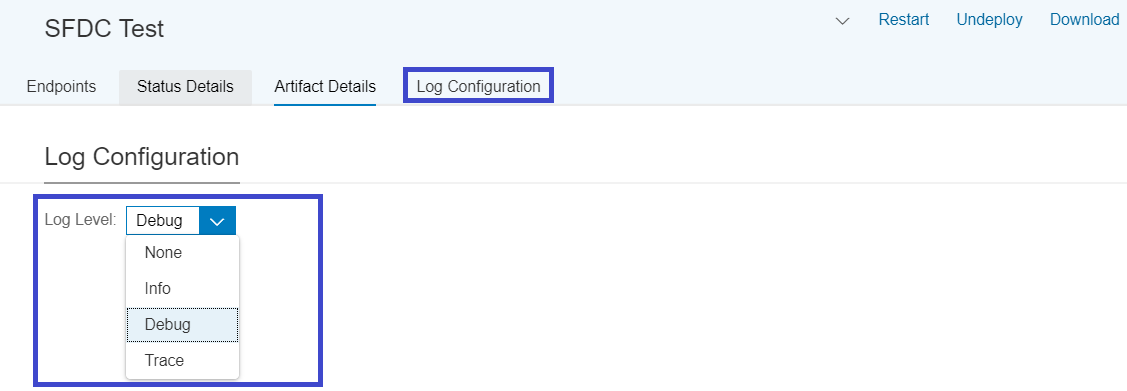 SFDC Test
Restart Undeploy Download
Endpoints Status Details Artifact Details Log Configuration
Log Configuration
Log Level: Debug
None
Info
Debug
Trace